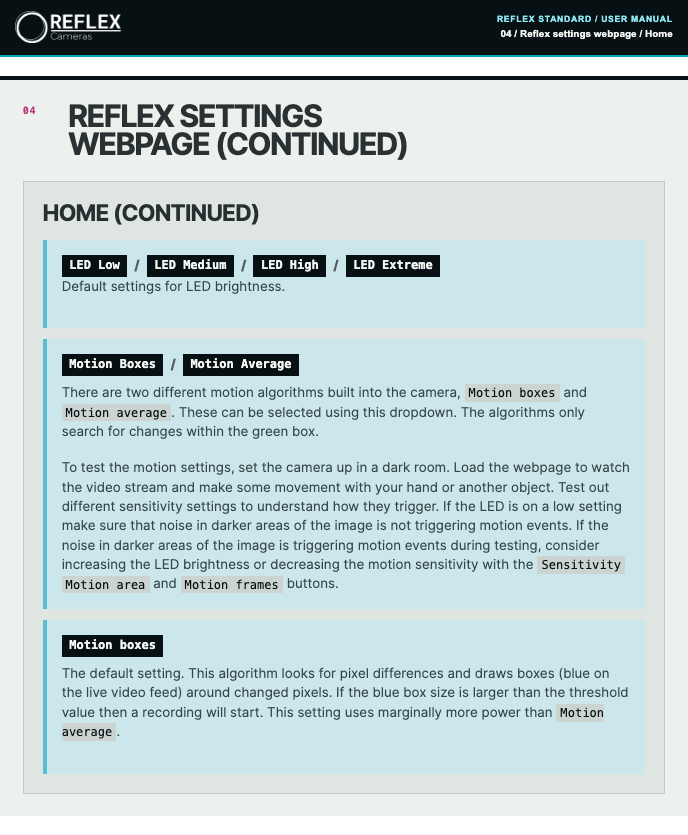 REFLEX
Cameras
REFLEX STANDARD / USER MANUAL
04 / Reflex settings webpage / Home
04
REFLEX SETTINGS
WEBPAGE (CONTINUED)
HOME (CONTINUED)
LED Low / LED Medium / LED High / LED Extreme
Default settings for LED brightness.
Motion Boxes / Motion Average
There are two different motion algorithms built into the camera, Motion boxes and
Motion average. These can be selected using this dropdown. The algorithms only
search for changes within the green box.
To test the motion settings, set the camera up in a dark room. Load the webpage to watch
the video stream and make some movement with your hand or another object. Test out
different sensitivity settings to understand how they trigger. If the LED is on a low setting
make sure that noise in darker areas of the image is not triggering motion events. If the
noise in darker areas of the image is triggering motion events during testing, consider
increasing the LED brightness or decreasing the motion sensitivity with the Sensitivity
Motion area and Motion frames buttons.
Motion boxes
The default setting. This algorithm looks for pixel differences and draws boxes (blue on
the live video feed) around changed pixels. If the blue box size is larger than the threshold
value then a recording will start. This setting uses marginally more power than Motion
average.